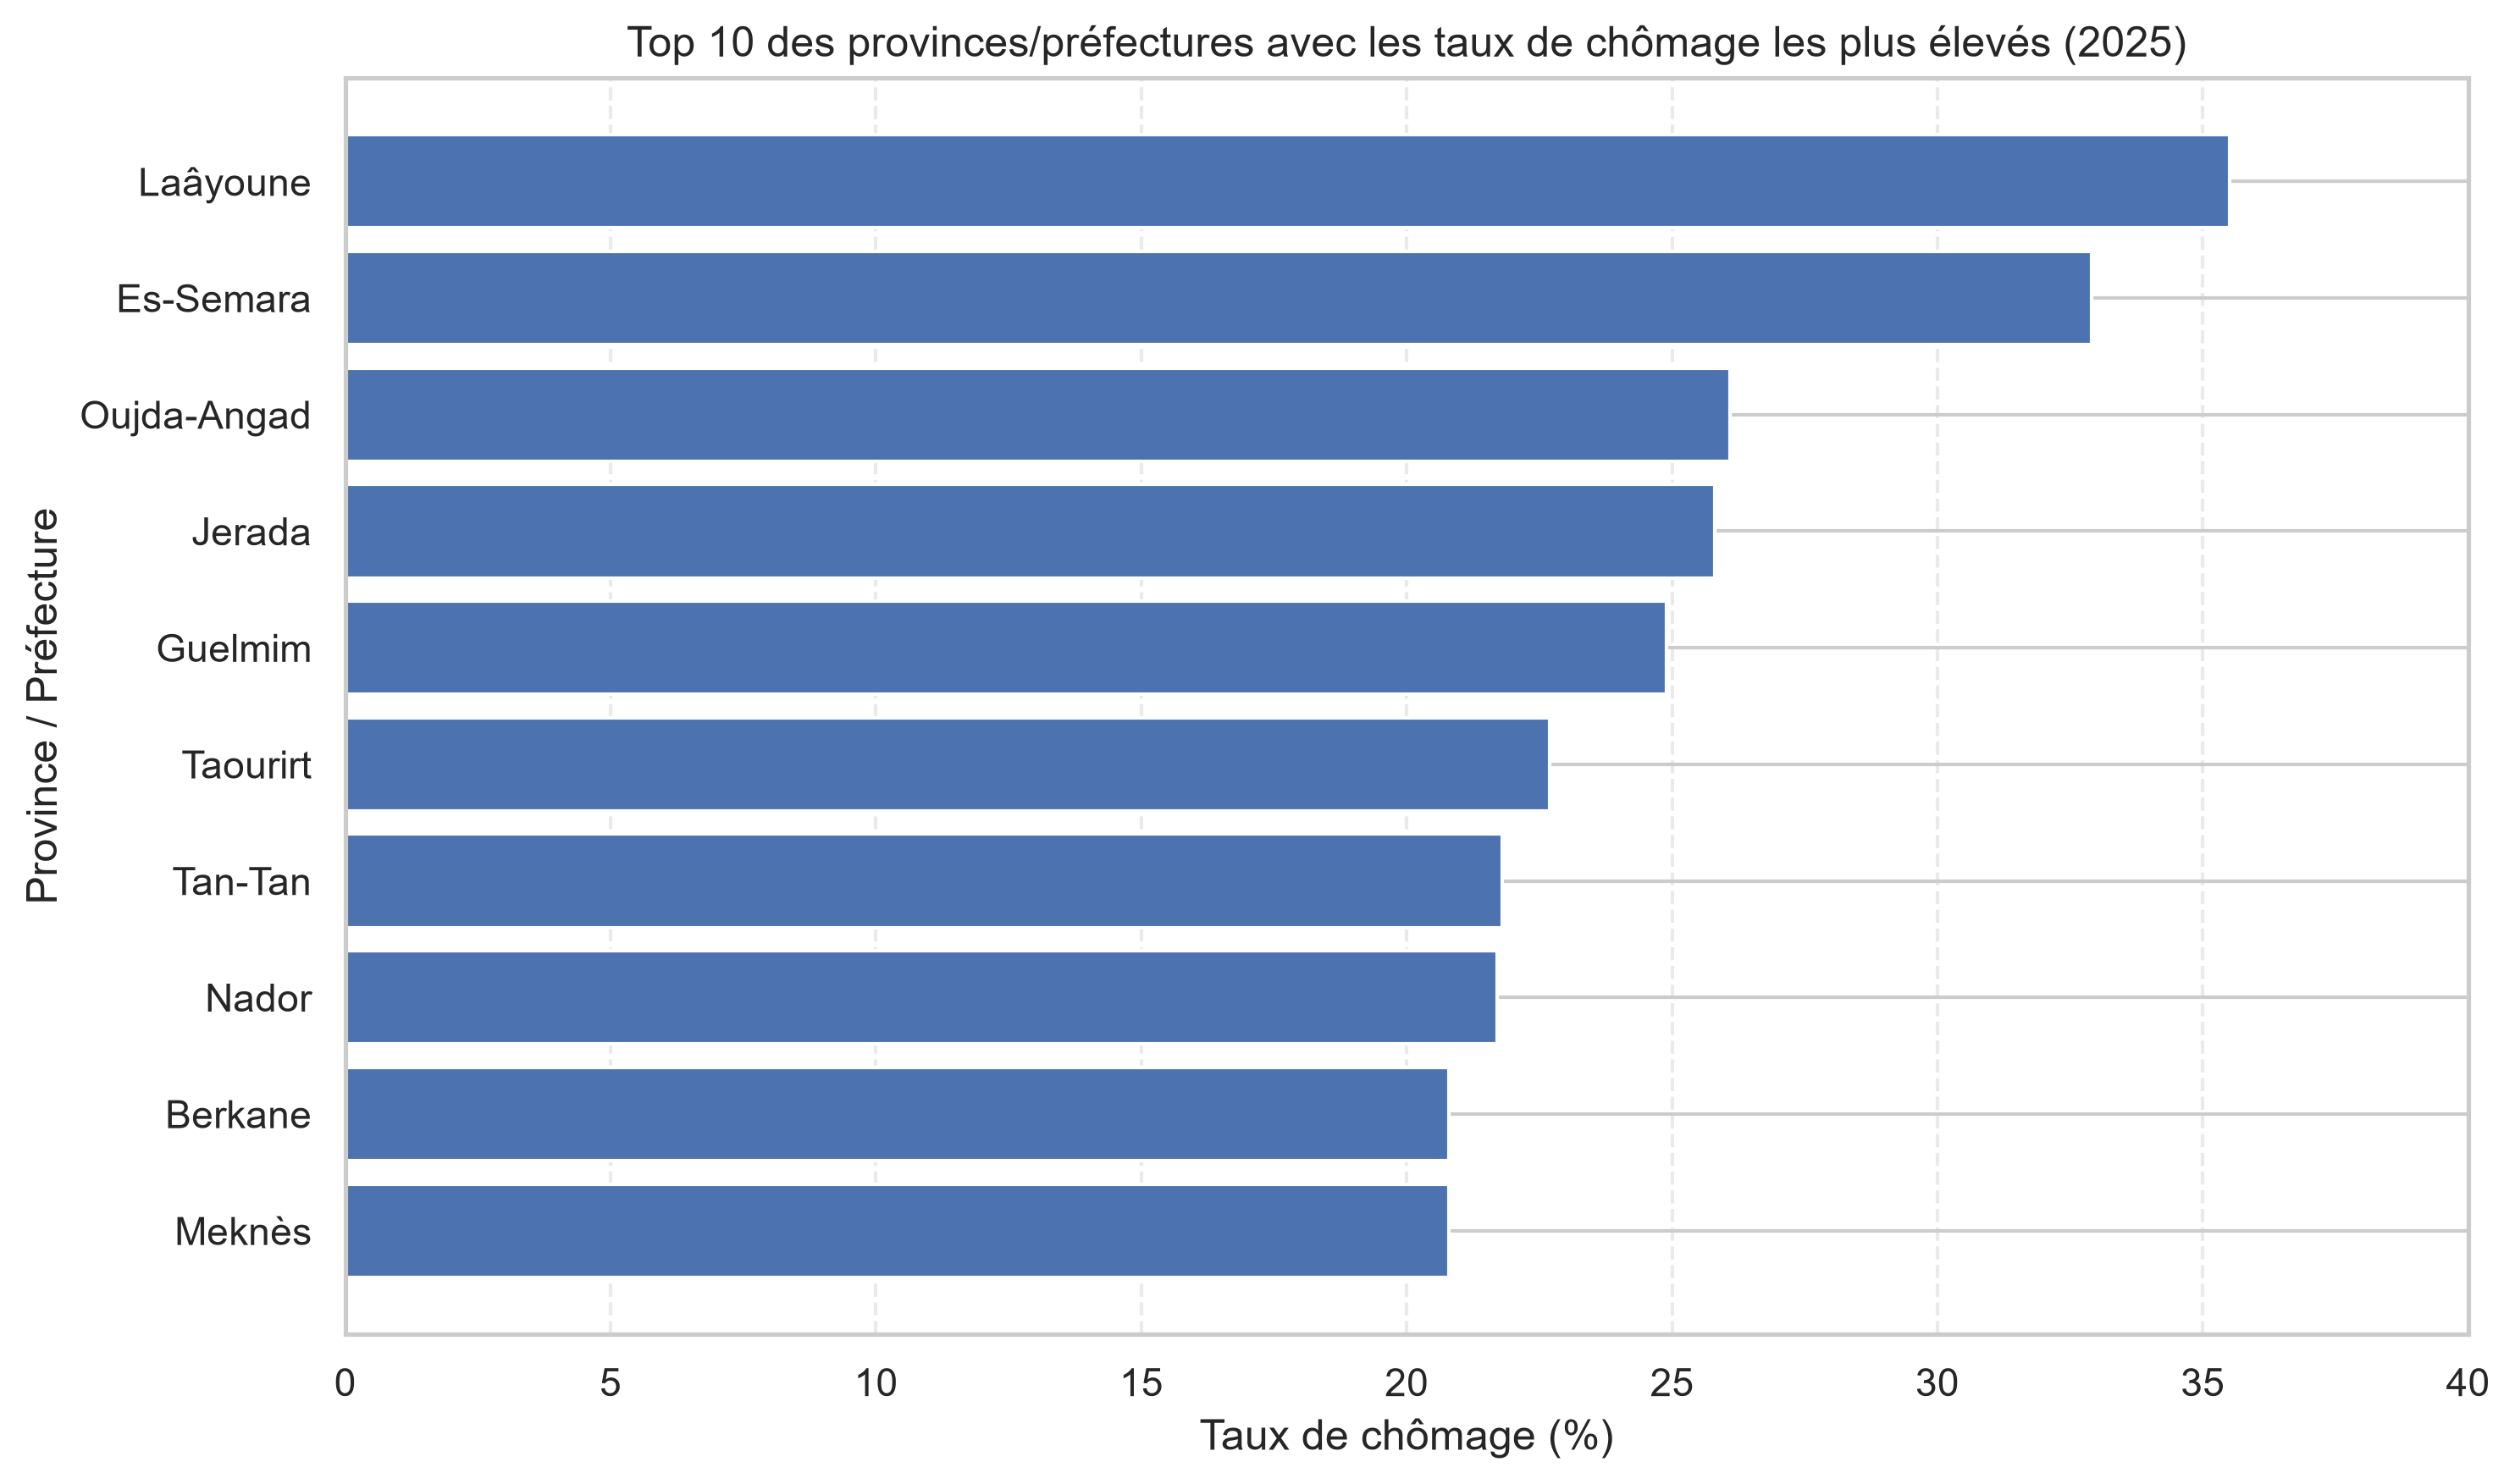 Top 10 des provinces/préfectures avec les taux de chômage les plus élevés (2025)
Province / Préfecture
Laâyoune
Es-Semara
Oujda-Angad
Jerada
Guelmim
Taourirt
Tan-Tan
Nador
Berkane
Meknès
0 5 10 15 20 25 30 35 40
Taux de chômage (%)